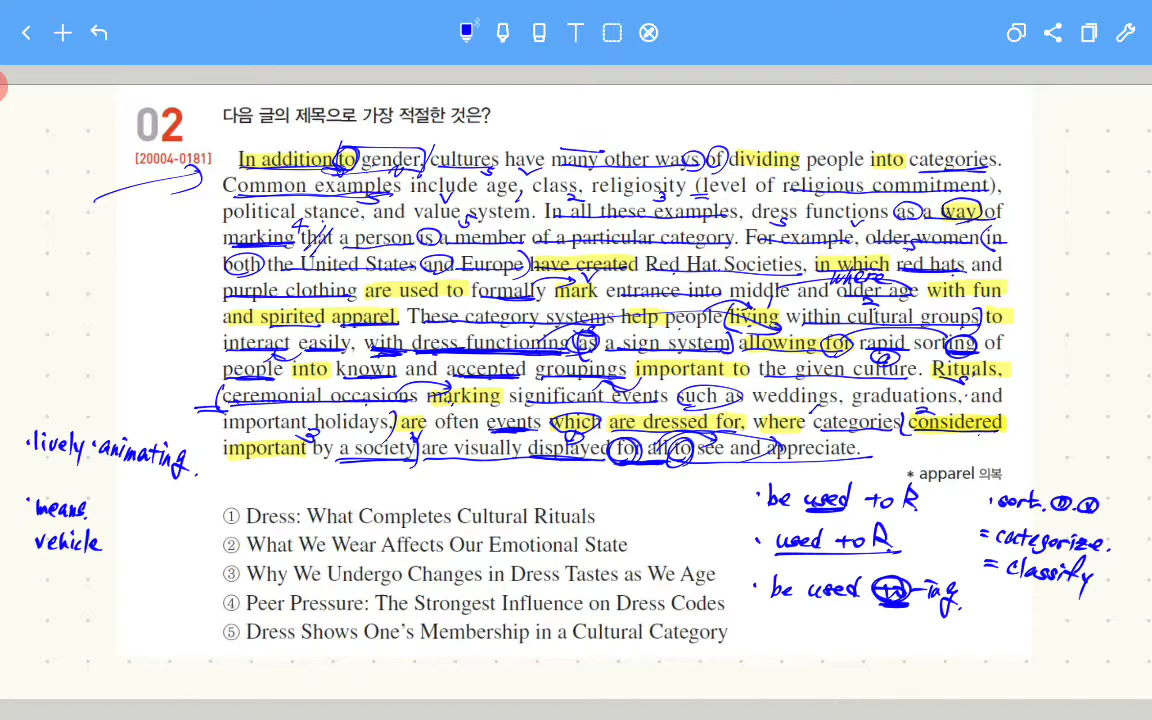 02
다음 글의 제목으로 가장 적절한 것은?
[20004-0181]
In addition to gender, cultures have many other ways of dividing people into categories.
Common examples include age, class, religiosity (level of religious commitment),
political stance, and value system. In all these examples, dress functions as a way of
marking that a person is a member of a particular category. For example, older women (in
both the United States and Europe) have created Red Hat Societies, in which red hats and
where
purple clothing are used to formally mark entrance into middle and older age with fun
and spirited apparel. These category systems help people living within cultural groups to
interact easily, with dress functioning as a sign system, allowing for rapid sorting of
people into known and accepted groupings important to the given culture. Rituals,
ceremonial occasions marking significant events such as weddings, graduations, and
important holidays, are often events which are dressed for, where categories considered
important by a society are visually displayed for all to see and appreciate.
* apparel 의복
·lively ·animating.
·means.
vehicle
① Dress: What Completes Cultural Rituals
② What We Wear Affects Our Emotional State
③ Why We Undergo Changes in Dress Tastes as We Age
④ Peer Pressure: The Strongest Influence on Dress Codes
⑤ Dress Shows One's Membership in a Cultural Category
·be used to R
·used to R.
·be used to -ing.
·sort.
=categorize.
=classify